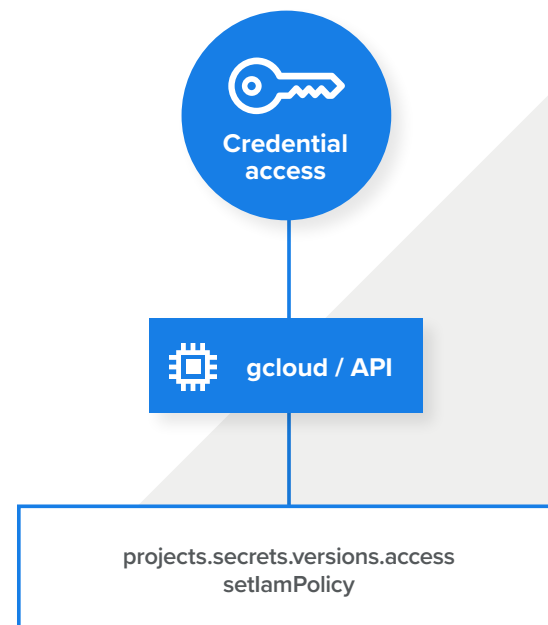 Credential
access
gcloud / API
projects.secrets.versions.access
setIamPolicy